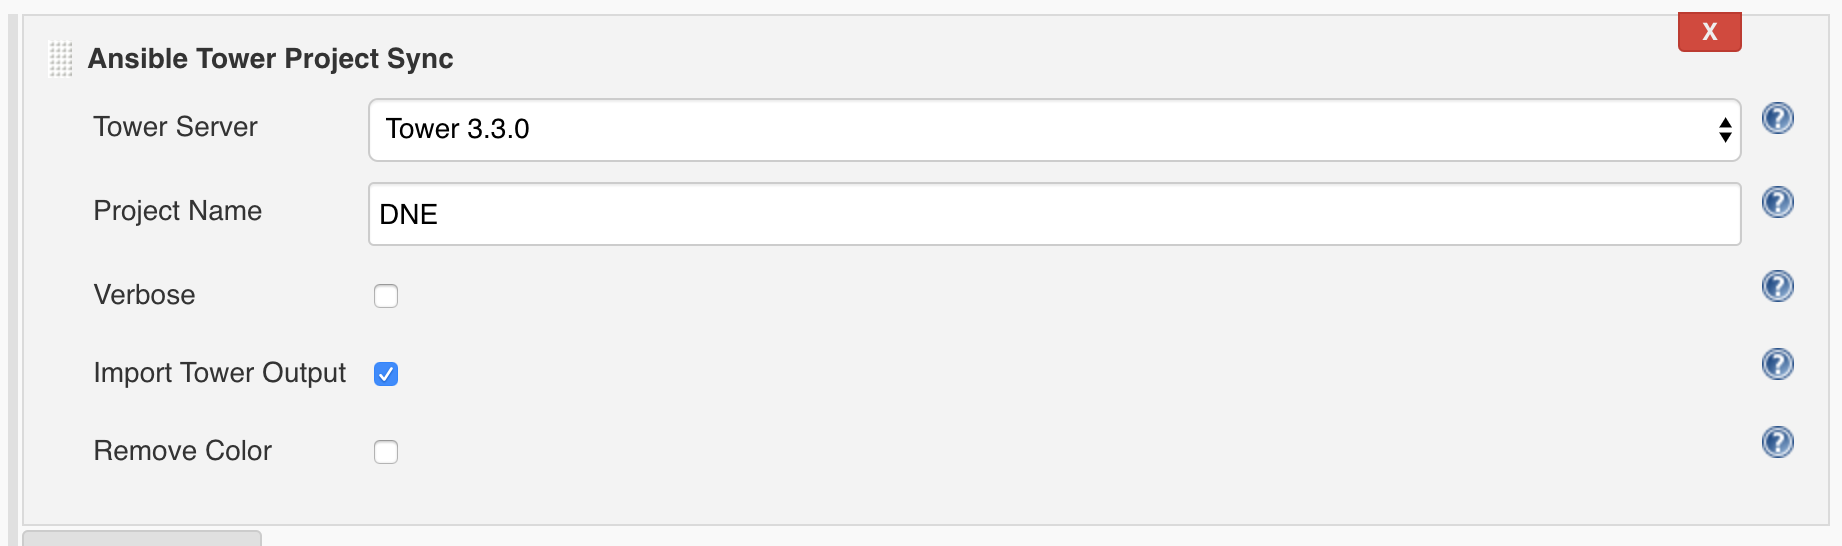 X
Ansible Tower Project Sync
Tower Server Tower 3.3.0 ?
Project Name DNE ?
Verbose ?
Import Tower Output ?
Remove Color ?